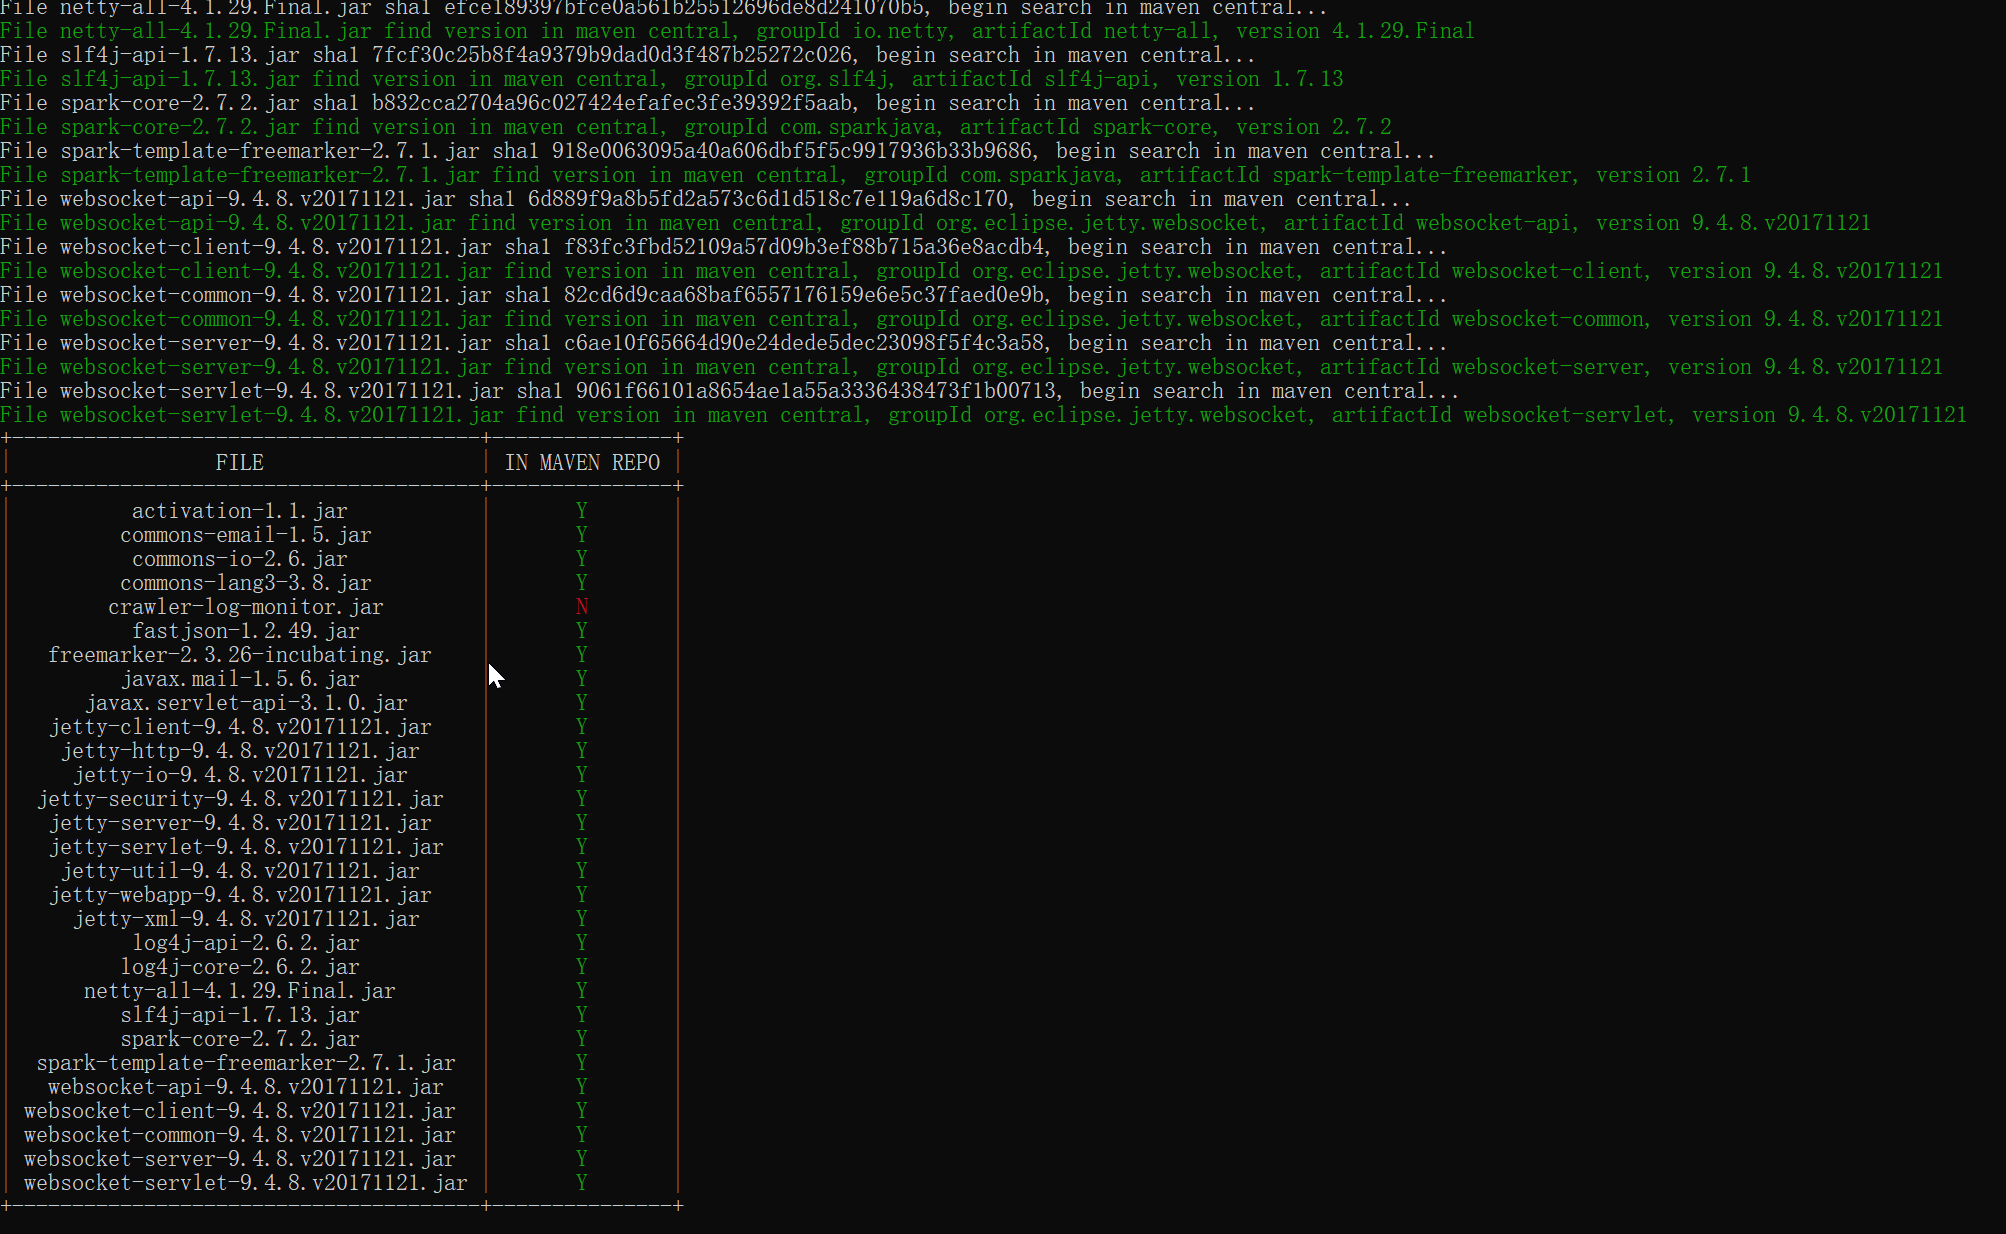 File netty-all-4.1.29.Final.jar sha1 efce189397bfce0a561b25512696de8d241070b5, begin search in maven central...
File netty-all-4.1.29.Final.jar find version in maven central, groupId io.netty, artifactId netty-all, version 4.1.29.Final
File slf4j-api-1.7.13.jar sha1 7fcf30c25b8f4a9379b9dad0d3f487b25272c026, begin search in maven central...
File slf4j-api-1.7.13.jar find version in maven central, groupId org.slf4j, artifactId slf4j-api, version 1.7.13
File spark-core-2.7.2.jar sha1 b832cca2704a96c027424efafec3fe39392f5aab, begin search in maven central...
File spark-core-2.7.2.jar find version in maven central, groupId com.sparkjava, artifactId spark-core, version 2.7.2
File spark-template-freemarker-2.7.1.jar sha1 918e0063095a40a606dbf5f5c9917936b33b9686, begin search in maven central...
File spark-template-freemarker-2.7.1.jar find version in maven central, groupId com.sparkjava, artifactId spark-template-freemarker, version 2.7.1
File websocket-api-9.4.8.v20171121.jar sha1 6d889f9a8b5fd2a573c6d1d518c7e119a6d8c170, begin search in maven central...
File websocket-api-9.4.8.v20171121.jar find version in maven central, groupId org.eclipse.jetty.websocket, artifactId websocket-api, version 9.4.8.v20171121
File websocket-client-9.4.8.v20171121.jar sha1 f83fc3fbd52109a57d09b3ef88b715a36e8acdb4, begin search in maven central...
File websocket-client-9.4.8.v20171121.jar find version in maven central, groupId org.eclipse.jetty.websocket, artifactId websocket-client, version 9.4.8.v20171121
File websocket-common-9.4.8.v20171121.jar sha1 82cd6d9caa68baf6557176159e6e5c37faed0e9b, begin search in maven central...
File websocket-common-9.4.8.v20171121.jar find version in maven central, groupId org.eclipse.jetty.websocket, artifactId websocket-common, version 9.4.8.v20171121
File websocket-server-9.4.8.v20171121.jar sha1 c6ae10f65664d90e24dede5dec23098f5f4c3a58, begin search in maven central...
File websocket-server-9.4.8.v20171121.jar find version in maven central, groupId org.eclipse.jetty.websocket, artifactId websocket-server, version 9.4.8.v20171121
File websocket-servlet-9.4.8.v20171121.jar sha1 9061f66101a8654ae1a55a3336438473f1b00713, begin search in maven central...
File websocket-servlet-9.4.8.v20171121.jar find version in maven central, groupId org.eclipse.jetty.websocket, artifactId websocket-servlet, version 9.4.8.v20171121
FILE | IN MAVEN REPO
activation-1.1.jar Y
commons-email-1.5.jar Y
commons-io-2.6.jar Y
commons-lang3-3.8.jar Y
crawler-log-monitor.jar N
fastjson-1.2.49.jar Y
freemarker-2.3.26-incubating.jar Y
javax.mail-1.5.6.jar Y
javax.servlet-api-3.1.0.jar Y
jetty-client-9.4.8.v20171121.jar Y
jetty-http-9.4.8.v20171121.jar Y
jetty-io-9.4.8.v20171121.jar Y
jetty-security-9.4.8.v20171121.jar Y
jetty-server-9.4.8.v20171121.jar Y
jetty-servlet-9.4.8.v20171121.jar Y
jetty-util-9.4.8.v20171121.jar Y
jetty-webapp-9.4.8.v20171121.jar Y
jetty-xml-9.4.8.v20171121.jar Y
log4j-api-2.6.2.jar Y
log4j-core-2.6.2.jar Y
netty-all-4.1.29.Final.jar Y
slf4j-api-1.7.13.jar Y
spark-core-2.7.2.jar Y
spark-template-freemarker-2.7.1.jar Y
websocket-api-9.4.8.v20171121.jar Y
websocket-client-9.4.8.v20171121.jar Y
websocket-common-9.4.8.v20171121.jar Y
websocket-server-9.4.8.v20171121.jar Y
websocket-servlet-9.4.8.v20171121.jar Y